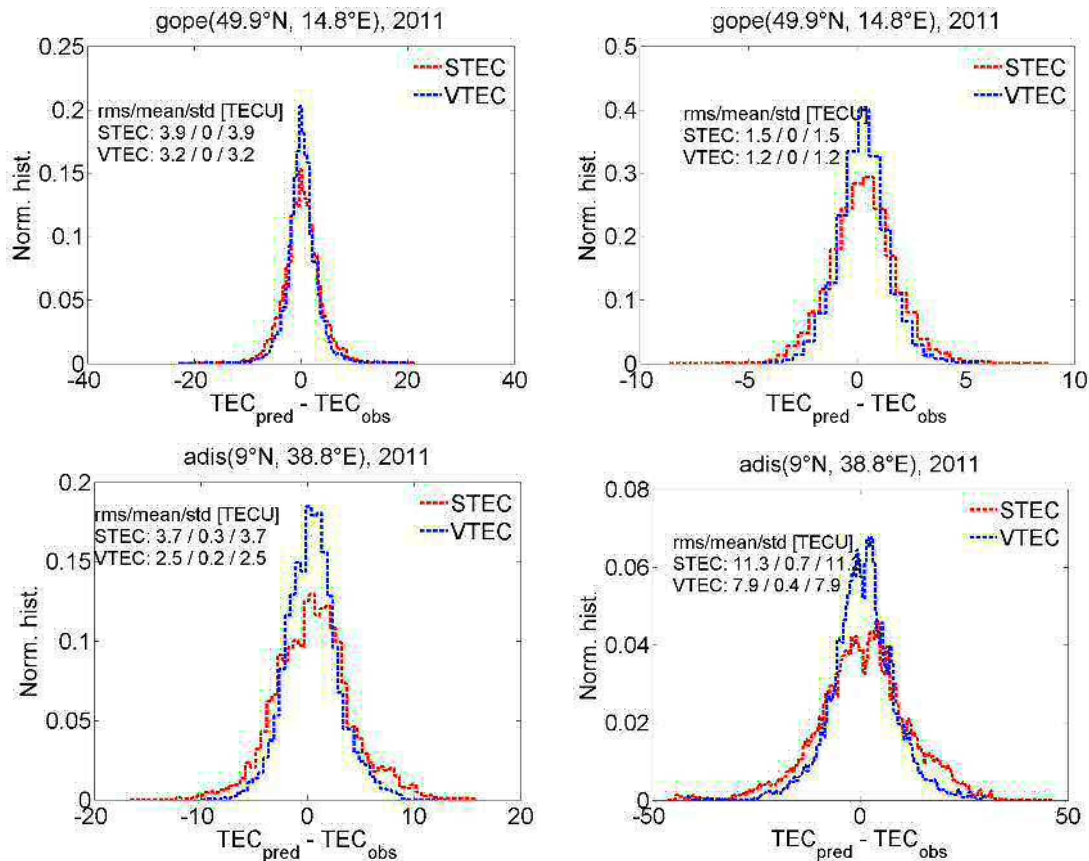 gope(49.9°N, 14.8°E), 2011
0.25
0.2
0.15
0.1
0.05
0
STEC
VTEC
rms/mean/std [TECU]
STEC: 3.9 / 0 / 3.9
VTEC: 3.2 / 0 / 3.2
Norm. hist.
-40 -20 0 20 40
TECpred - TECobs
gope(49.9°N, 14.8°E), 2011
0.5
0.4
0.3
0.2
0.1
0
STEC
VTEC
rms/mean/std [TECU]
STEC: 1.5 / 0 / 1.5
VTEC: 1.2 / 0 / 1.2
Norm. hist.
-10 -5 0 5 10
TECpred - TECobs
adis(9°N, 38.8°E), 2011
0.2
0.15
0.1
0.05
0
STEC
VTEC
rms/mean/std [TECU]
STEC: 3.7 / 0.3 / 3.7
VTEC: 2.5 / 0.2 / 2.5
Norm. hist.
-20 -10 0 10 20
TECpred - TECobs
adis(9°N, 38.8°E), 2011
0.08
0.06
0.04
0.02
0
STEC
VTEC
rms/mean/std [TECU]
STEC: 11.3 / 0.7 /
VTEC: 7.9 / 0.4 / 7.9
Norm. hist.
-50 0 50
TECpred - TECobs